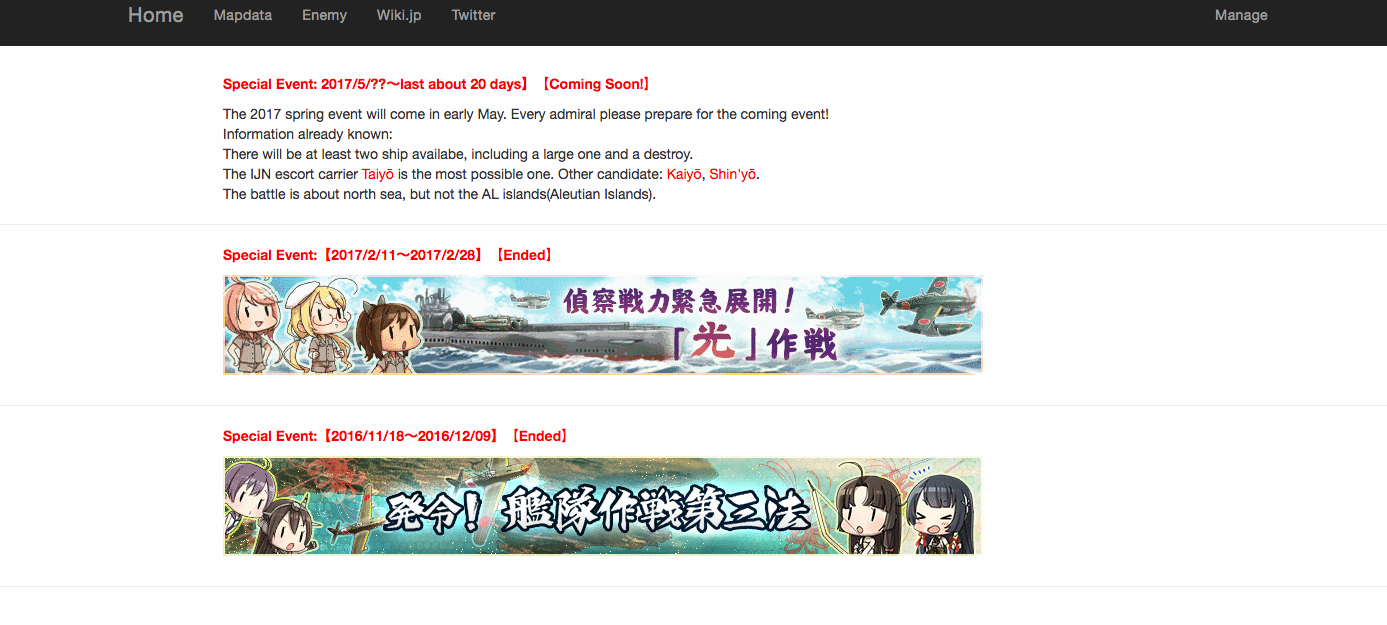 Home Mapdata Enemy Wiki.jp Twitter Manage
Special Event: 2017/5/??～last about 20 days】 【Coming Soon!】
The 2017 spring event will come in early May. Every admiral please prepare for the coming event!
Information already known:
There will be at least two ship availabe, including a large one and a destroy.
The IJN escort carrier Taiyō is the most possible one. Other candidate: Kaiyō, Shin'yō.
The battle is about north sea, but not the AL islands(Aleutian Islands).
Special Event:【2017/2/11～2017/2/28】 【Ended】
偵察戦力緊急展開！
「光」作戦
Special Event:【2016/11/18～2016/12/09】 【Ended】
発令！ 艦隊作戦第三法